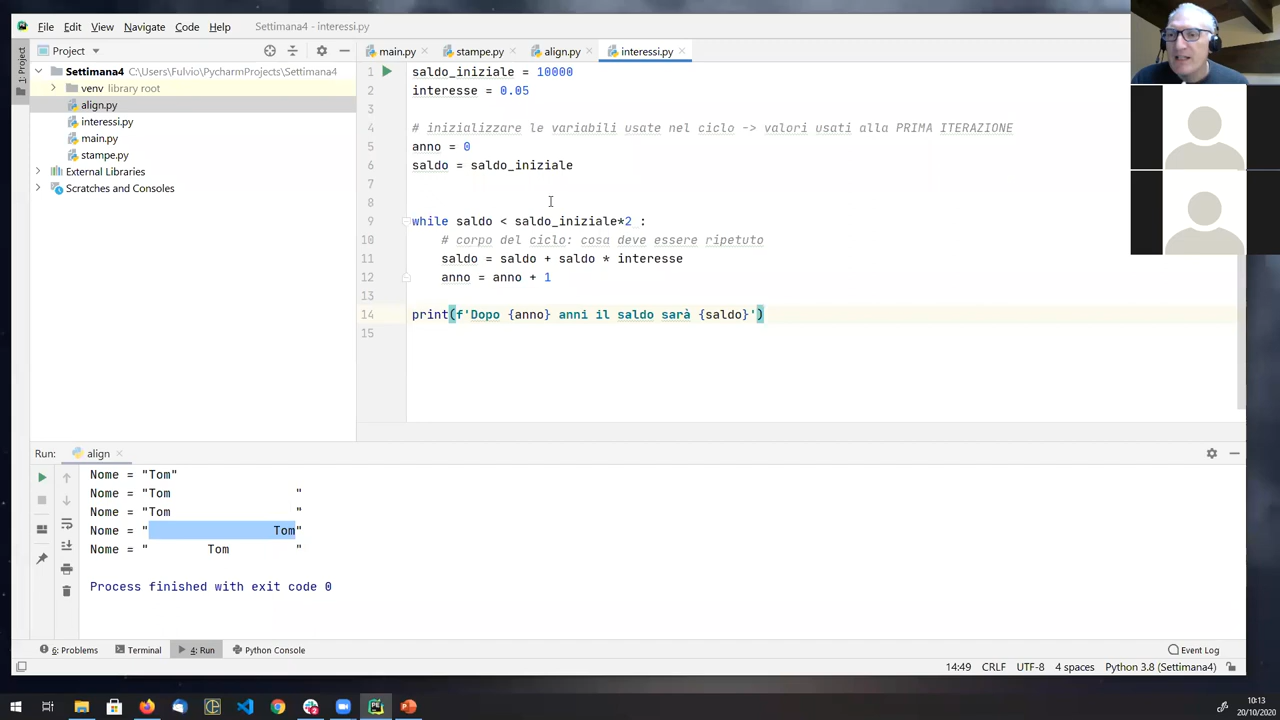 File Edit View Navigate Code Help Settimana4 - interessi.py
Project
main.py stampe.py align.py interessi.py
1: Project
Settimana4 C:\Users\Fulvio\PycharmProjects\Settimana4
venv library root
align.py
interessi.py
main.py
stampe.py
External Libraries
Scratches and Consoles
1 saldo_iniziale = 10000
2 interesse = 0.05
3
4 # inizializzare le variabili usate nel ciclo -> valori usati alla PRIMA ITERAZIONE
5 anno = 0
6 saldo = saldo_iniziale
7
8
9 while saldo < saldo_iniziale*2 :
10 # corpo del ciclo: cosa deve essere ripetuto
11 saldo = saldo + saldo * interesse
12 anno = anno + 1
13
14 print(f'Dopo {anno} anni il saldo sarà {saldo}')
15
Run: align
Nome = "Tom"
Nome = "Tom                 "
Nome = "Tom                 "
Nome = "                 Tom"
Nome = "        Tom         "
Process finished with exit code 0
6: Problems Terminal 4: Run Python Console Event Log
14:49 CRLF UTF-8 4 spaces Python 3.8 (Settimana4)
10:13
20/10/2020